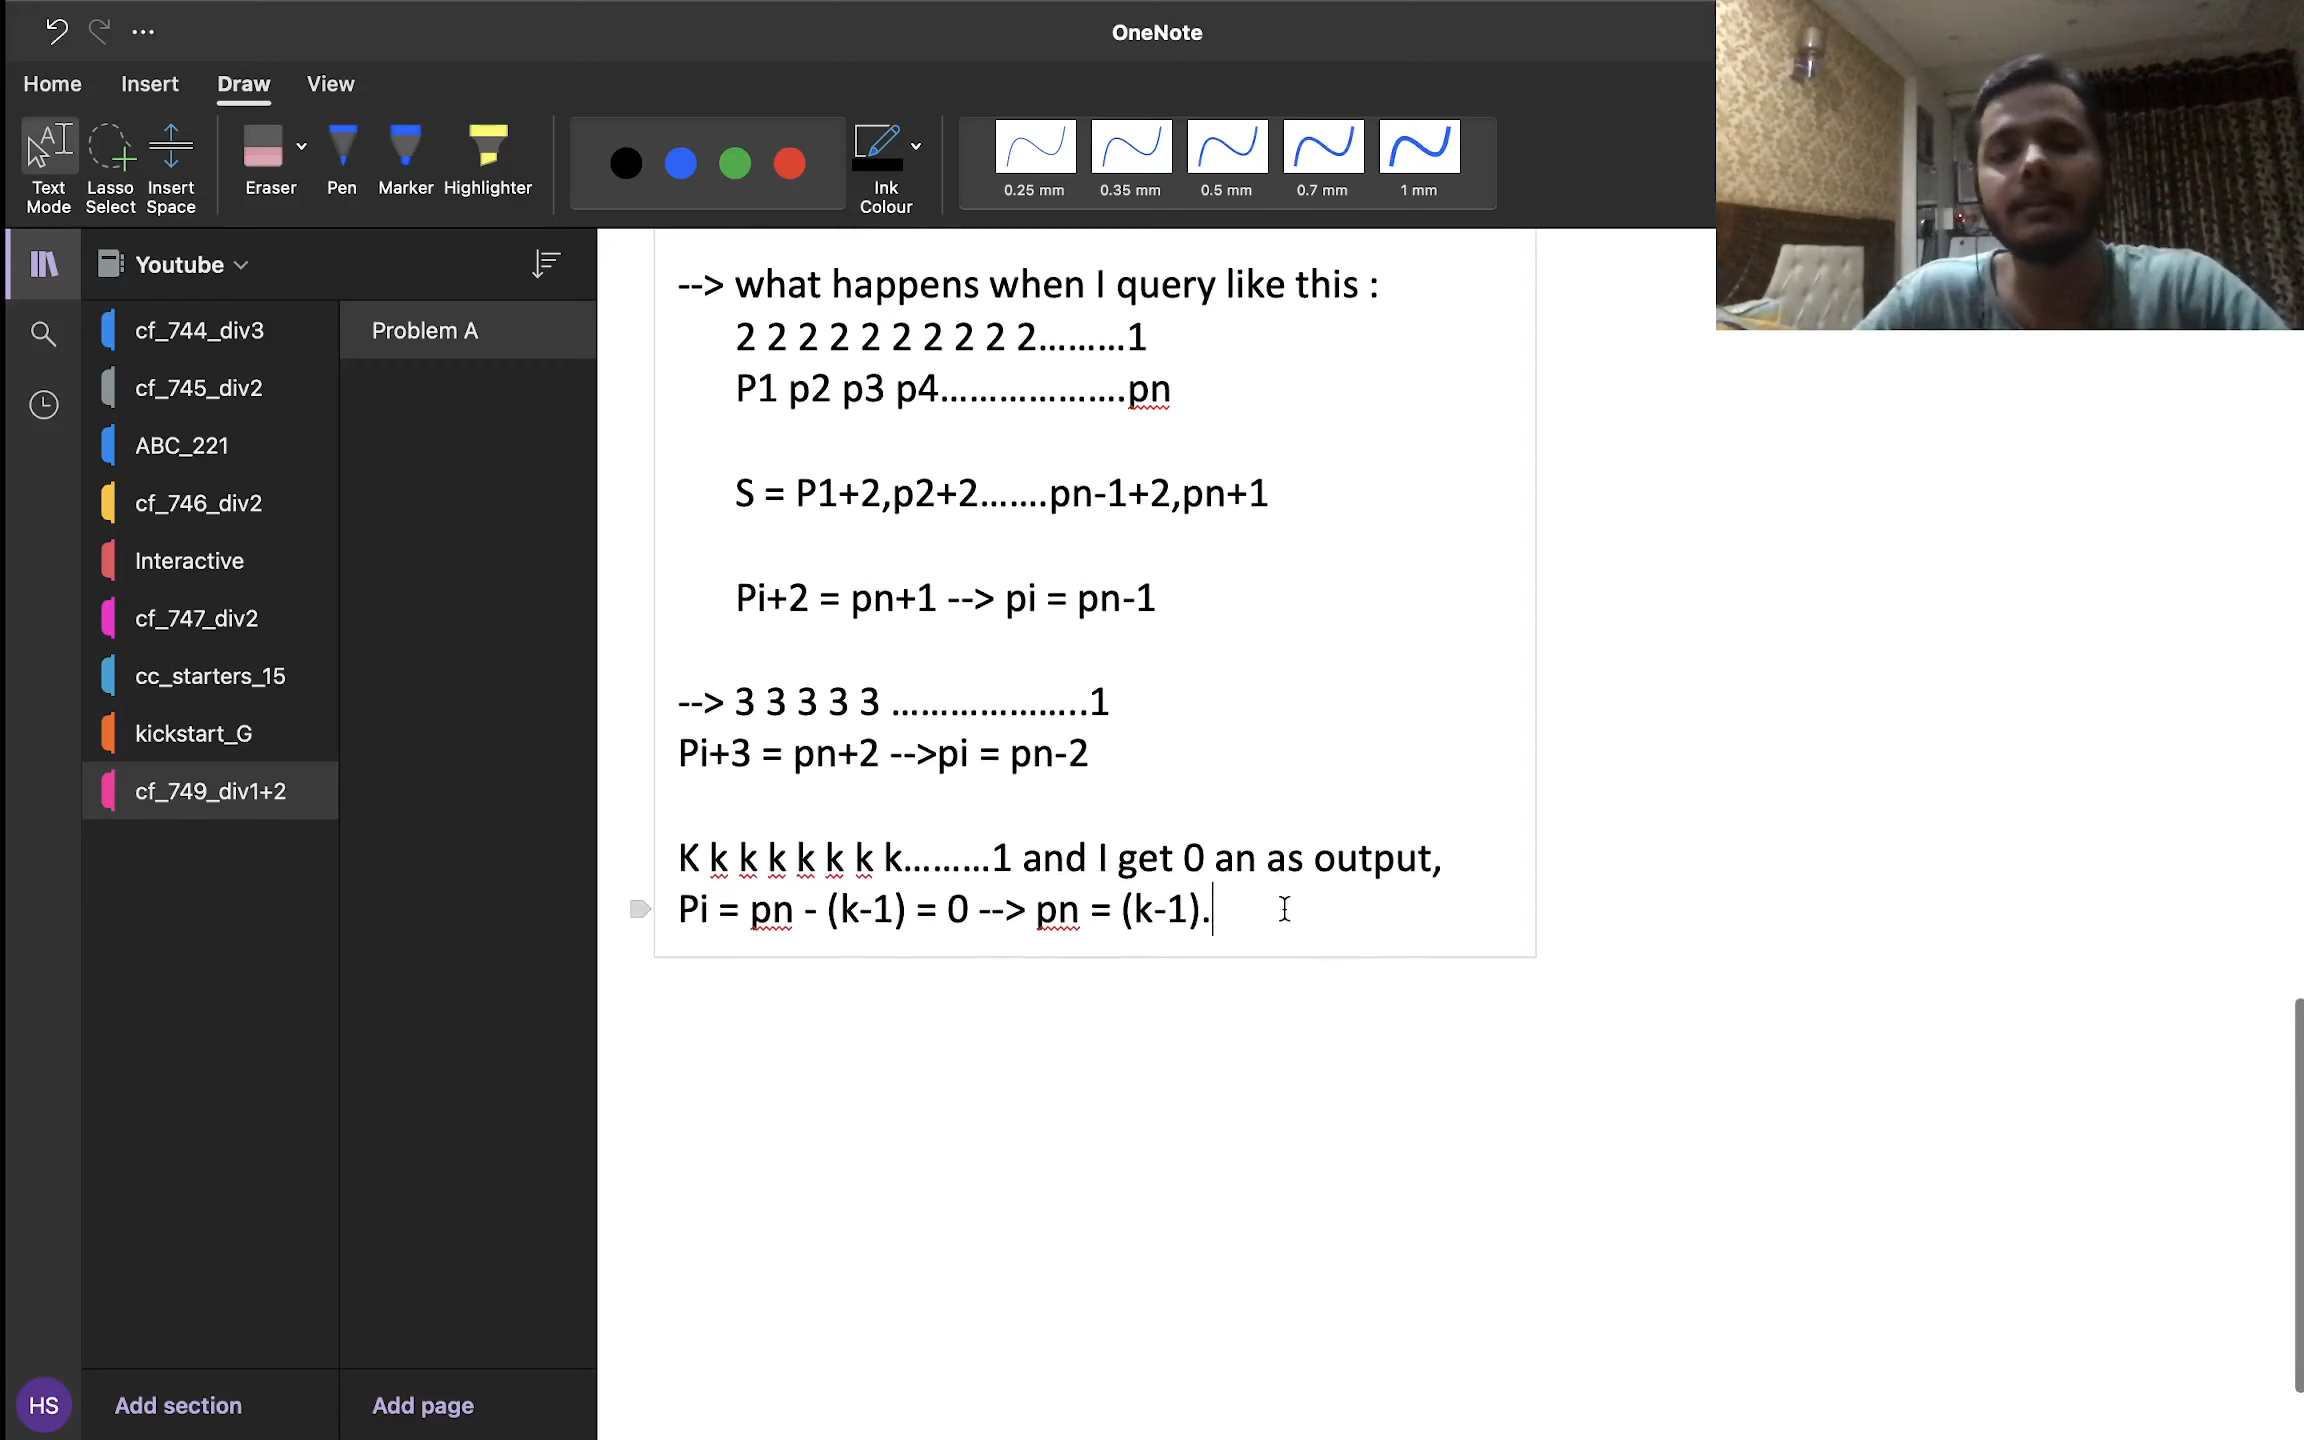 OneNote
Home Insert Draw View
Text Mode
Lasso Select
Insert Space
Eraser
Pen
Marker
Highlighter
Ink Colour
0.25 mm
0.35 mm
0.5 mm
0.7 mm
1 mm
Youtube
cf_744_div3
cf_745_div2
ABC_221
cf_746_div2
Interactive
cf_747_div2
cc_starters_15
kickstart_G
cf_749_div1+2
Add section
HS
Problem A
Add page
--> what happens when I query like this :
2 2 2 2 2 2 2 2 2 2.........1
P1 p2 p3 p4...................pn
S = P1+2,p2+2.......pn-1+2,pn+1
Pi+2 = pn+1 --> pi = pn-1
--> 3 3 3 3 3 ....................1
Pi+3 = pn+2 -->pi = pn-2
K k k k k k k k.........1 and I get 0 an as output,
Pi = pn - (k-1) = 0 --> pn = (k-1).